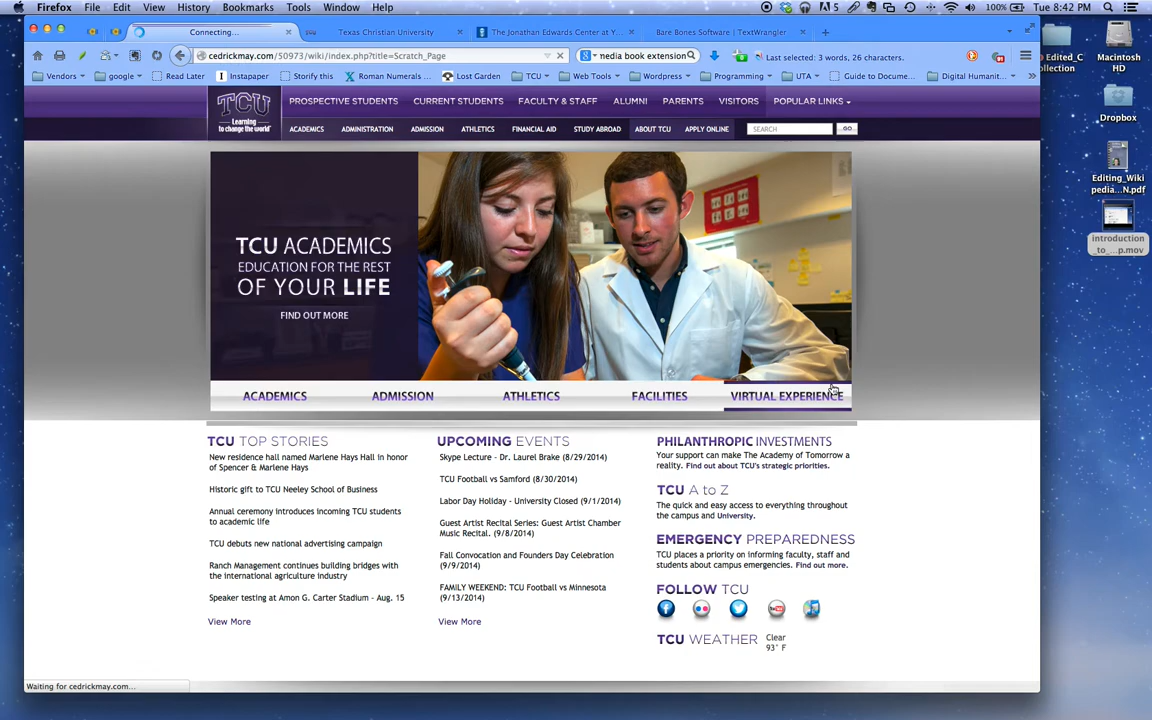 Firefox File Edit View History Bookmarks Tools Window Help
5 100% Tue 8:42 PM
Connecting...
Texas Christian University
The Jonathan Edwards Center at Y...
Bare Bones Software | TextWrangler
cedrickmay.com/50973/wiki/index.php?title=Scratch_Page
nedia book extension
Last selected: 3 words, 26 characters.
Vendors google Read Later Instapaper Storify this Roman Numerals ... Lost Garden TCU Web Tools Wordpress Programming UTA Guide to Docume... Digital Humanit...
Edited_C
ollection
Macintosh
HD
Dropbox
Editing_Wiki
pedia...N.pdf
introduction
_to_...p.mov
TCU
Learning
to change the world
PROSPECTIVE STUDENTS CURRENT STUDENTS FACULTY & STAFF ALUMNI PARENTS VISITORS POPULAR LINKS
ACADEMICS ADMINISTRATION ADMISSION ATHLETICS FINANCIAL AID STUDY ABROAD ABOUT TCU APPLY ONLINE SEARCH GO
TCU ACADEMICS
EDUCATION FOR THE REST
OF YOUR LIFE
FIND OUT MORE
ACADEMICS ADMISSION ATHLETICS FACILITIES VIRTUAL EXPERIENCE
TCU TOP STORIES
New residence hall named Marlene Hays Hall in honor
of Spencer & Marlene Hays
Historic gift to TCU Neeley School of Business
Annual ceremony introduces incoming TCU students
to academic life
TCU debuts new national advertising campaign
Ranch Management continues building bridges with
the international agriculture industry
Speaker testing at Amon G. Carter Stadium - Aug. 15
View More
UPCOMING EVENTS
Skype Lecture - Dr. Laurel Brake (8/29/2014)
TCU Football vs Samford (8/30/2014)
Labor Day Holiday - University Closed (9/1/2014)
Guest Artist Recital Series: Guest Artist Chamber
Music Recital. (9/8/2014)
Fall Convocation and Founders Day Celebration
(9/9/2014)
FAMILY WEEKEND: TCU Football vs Minnesota
(9/13/2014)
View More
PHILANTHROPIC INVESTMENTS
Your support can make The Academy of Tomorrow a
reality. Find out about TCU's strategic priorities.
TCU A to Z
The quick and easy access to everything throughout
the campus and University.
EMERGENCY PREPAREDNESS
TCU places a priority on informing faculty, staff and
students about campus emergencies. Find out more.
FOLLOW TCU
TCU WEATHER Clear
93° F
Waiting for cedrickmay.com...